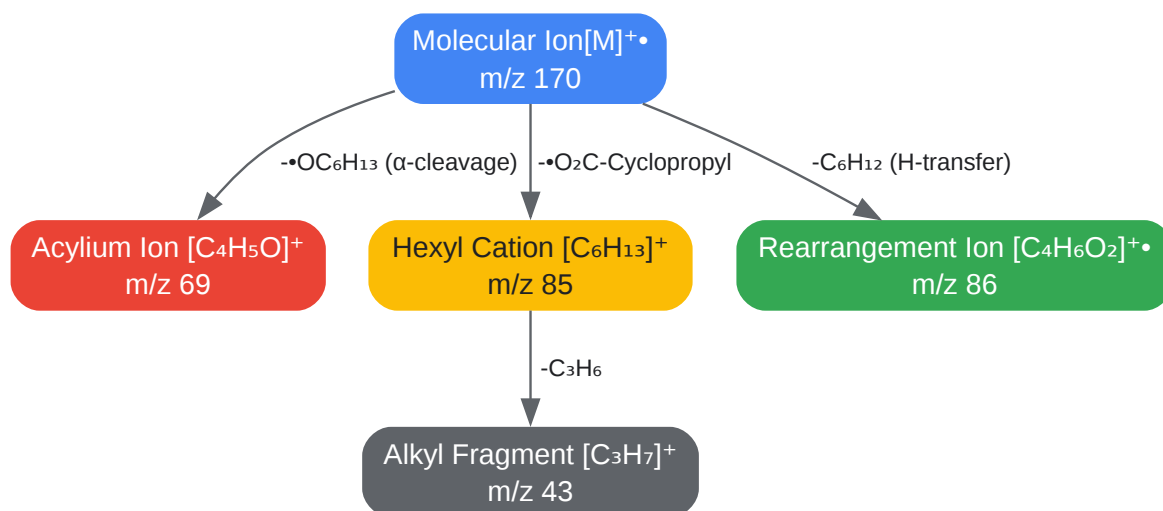 Molecular Ion[M]⁺•
m/z 170
-•OC₆H₁₃ (α-cleavage)
-•O₂C-Cyclopropyl
-C₆H₁₂ (H-transfer)
Acylium Ion [C₄H₅O]⁺
m/z 69
Hexyl Cation [C₆H₁₃]⁺
m/z 85
Rearrangement Ion [C₄H₆O₂]⁺•
m/z 86
-C₃H₆
Alkyl Fragment [C₃H₇]⁺
m/z 43